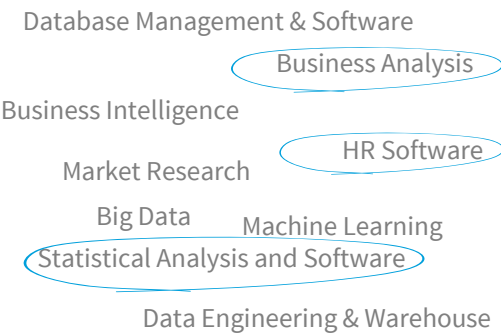 Database Management & Software
Business Analysis
Business Intelligence
HR Software
Market Research
Big Data
Machine Learning
Statistical Analysis and Software
Data Engineering & Warehouse